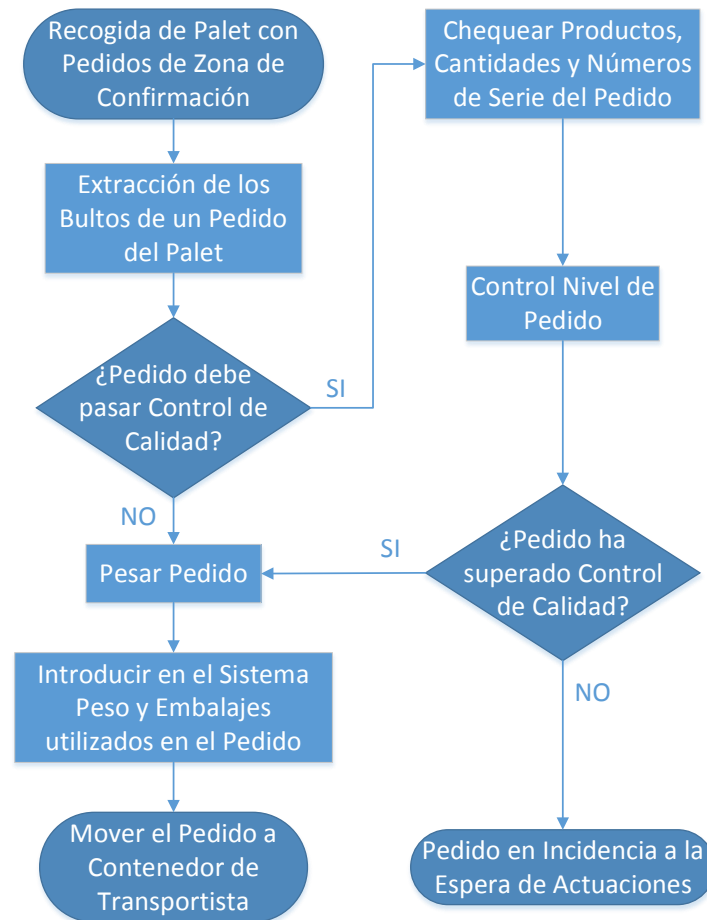 Recogida de Palet con
Pedidos de Zona de
Confirmación
Extracción de los
Bultos de un Pedido
del Palet
¿Pedido debe
pasar Control de
Calidad?
SI
NO
Chequear Productos,
Cantidades y Números
de Serie del Pedido
Control Nivel de
Pedido
¿Pedido ha
superado Control
de Calidad?
SI
NO
Pesar Pedido
Introducir en el Sistema
Peso y Embalajes
utilizados en el Pedido
Mover el Pedido a
Contenedor de
Transportista
Pedido en Incidencia a la
Espera de Actuaciones